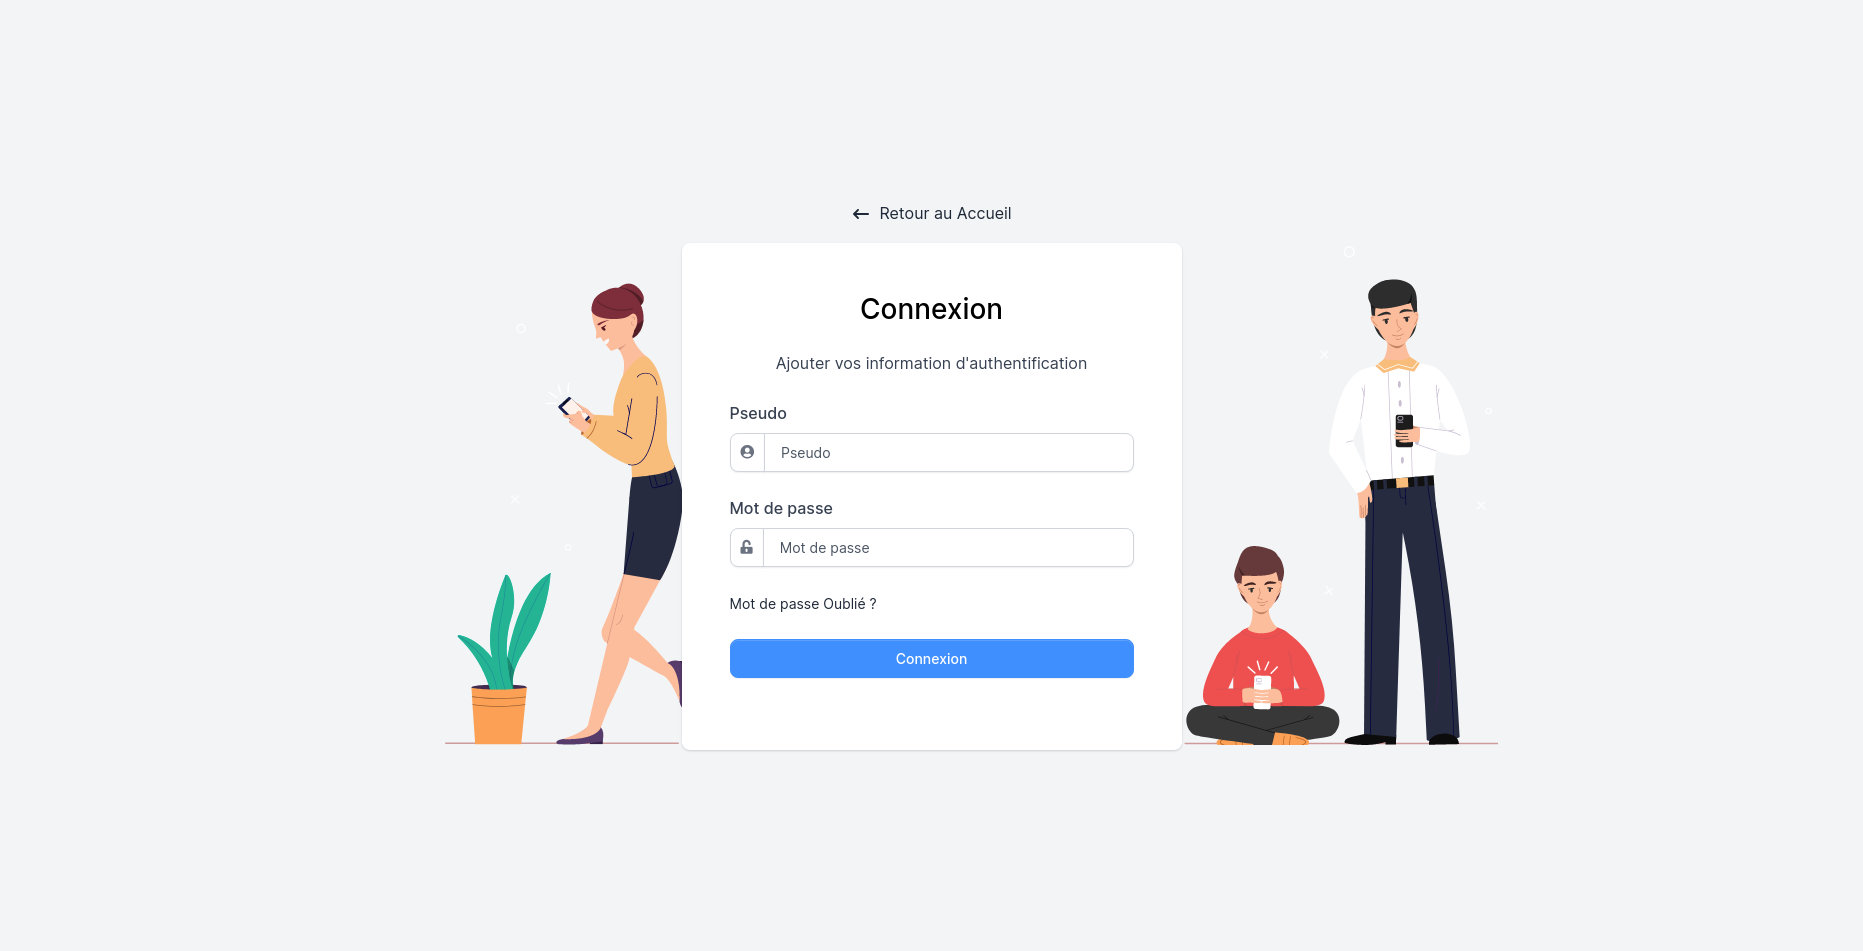 Retour au Accueil
Connexion
Ajouter vos information d'authentification
Pseudo
Pseudo
Mot de passe
Mot de passe
Mot de passe Oublié ?
Connexion